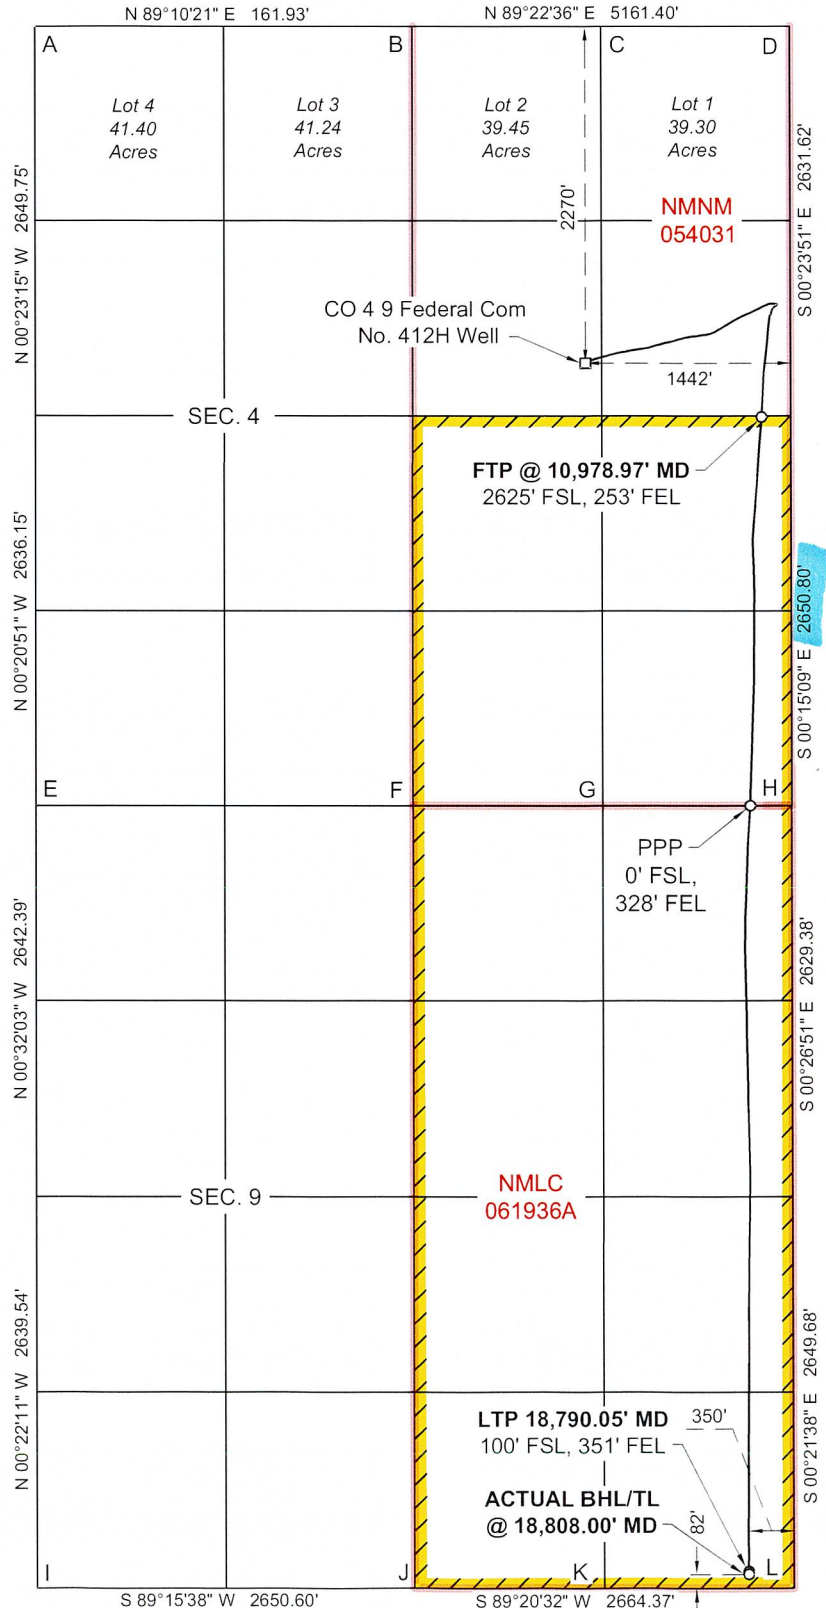 N 89°10'21" E 161.93'
N 89°22'36" E 5161.40'
A
B
C
D
Lot 4
41.40
Acres
Lot 3
41.24
Acres
Lot 2
39.45
Acres
Lot 1
39.30
Acres
N 00°23'15" W 2649.75'
2270'
S 00°23'51" E 2631.62'
NMNM
054031
CO 4 9 Federal Com
No. 412H Well
1442'
SEC. 4
FTP @ 10,978.97' MD
2625' FSL, 253' FEL
N 00°20'51" W 2636.15'
S 00°15'09" E 2650.80'
E
F
G
H
PPP
0' FSL,
328' FEL
N 00°32'03" W 2642.39'
S 00°26'51" E 2629.38'
SEC. 9
NMLC
061936A
N 00°22'11" W 2639.54'
S 00°21'38" E 2649.68'
LTP 18,790.05' MD
100' FSL, 351' FEL
350'
ACTUAL BHL/TL
@ 18,808.00' MD
82'
I
J
K
L
S 89°15'38" W 2650.60'
S 89°20'32" W 2664.37'